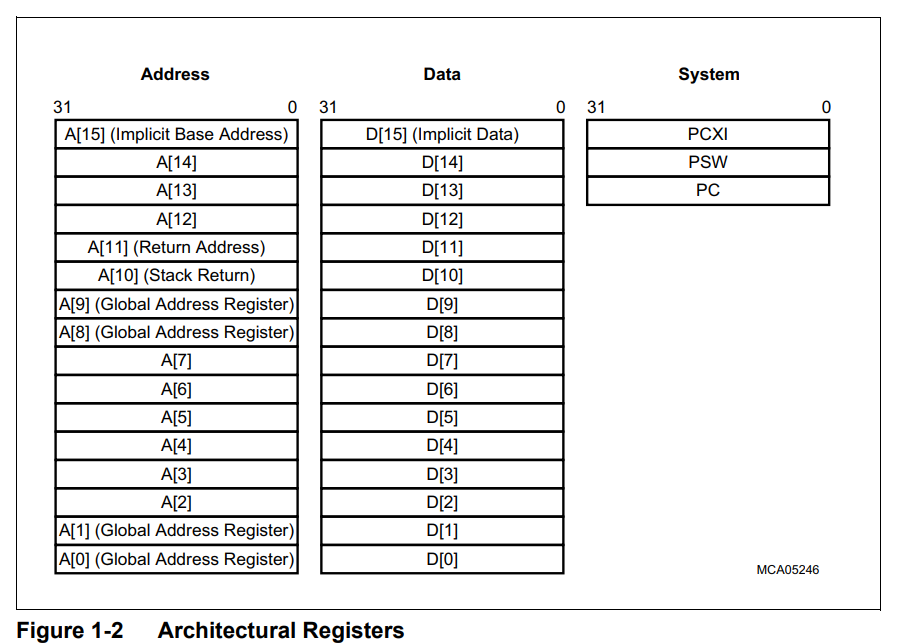 Address Data System
31 0 31 0 31 0
A[15] (Implicit Base Address) D[15] (Implicit Data) PCXI
A[14] D[14] PSW
A[13] D[13] PC
A[12] D[12]
A[11] (Return Address) D[11]
A[10] (Stack Return) D[10]
A[9] (Global Address Register) D[9]
A[8] (Global Address Register) D[8]
A[7] D[7]
A[6] D[6]
A[5] D[5]
A[4] D[4]
A[3] D[3]
A[2] D[2]
A[1] (Global Address Register) D[1]
A[0] (Global Address Register) D[0]
MCA05246
Figure 1-2 Architectural Registers